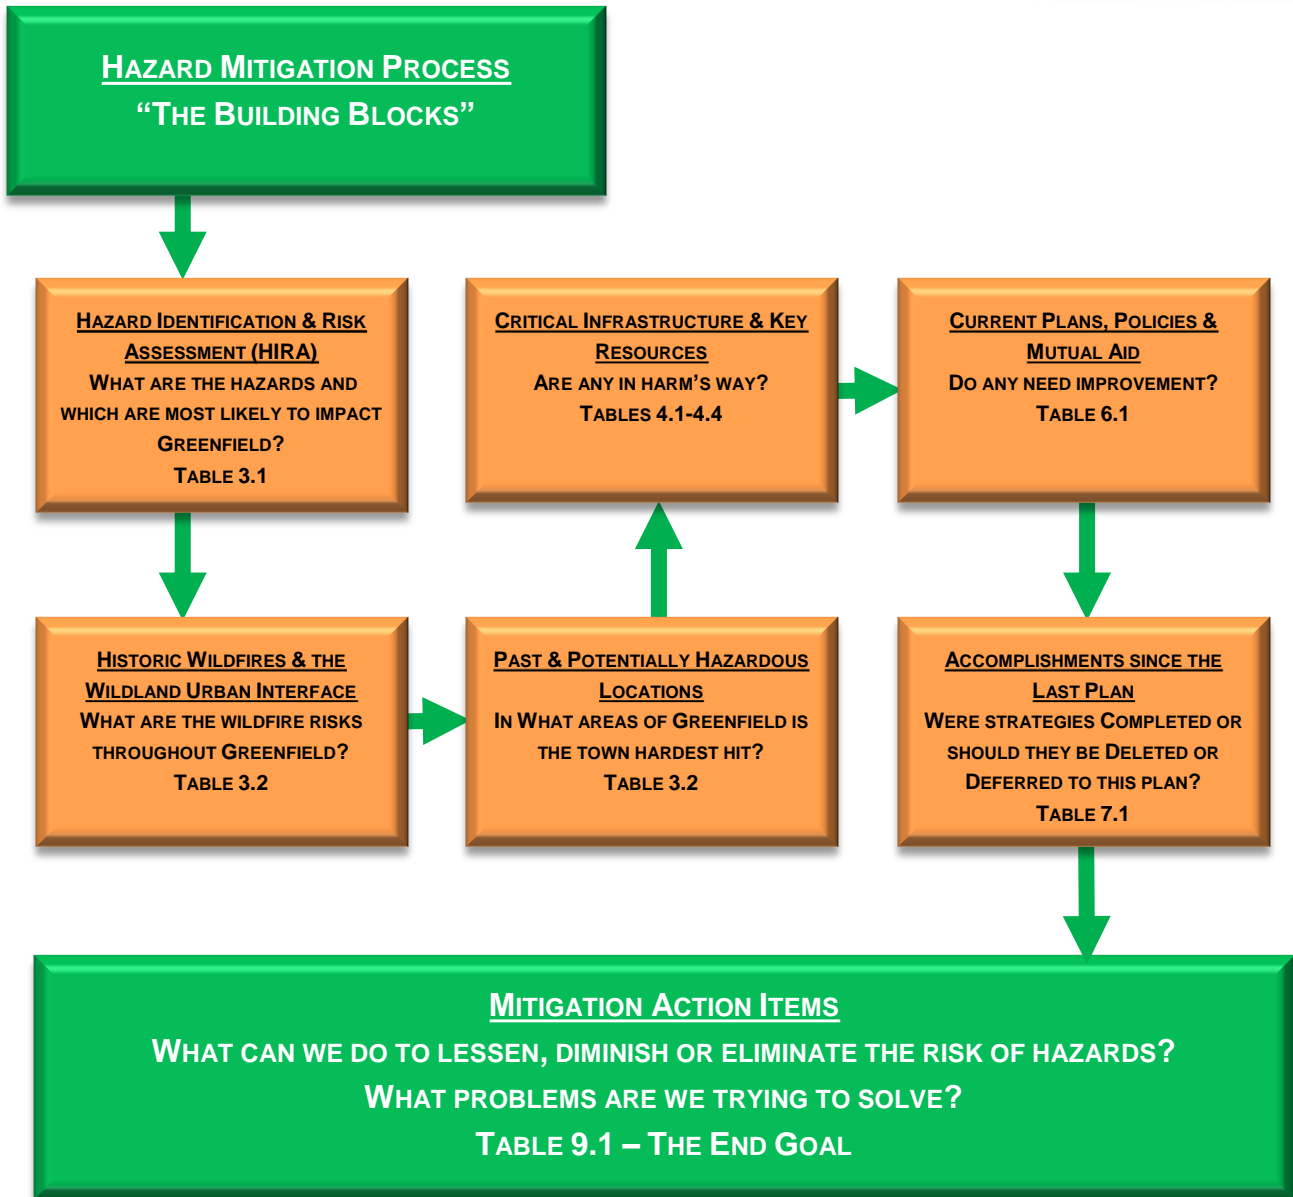 HAZARD MITIGATION PROCESS
“THE BUILDING BLOCKS”
HAZARD IDENTIFICATION & RISK
ASSESSMENT (HIRA)
WHAT ARE THE HAZARDS AND
WHICH ARE MOST LIKELY TO IMPACT
GREENFIELD?
TABLE 3.1
CRITICAL INFRASTRUCTURE & KEY
RESOURCES
ARE ANY IN HARM’S WAY?
TABLES 4.1-4.4
CURRENT PLANS, POLICIES &
MUTUAL AID
DO ANY NEED IMPROVEMENT?
TABLE 6.1
HISTORIC WILDFIRES & THE
WILDLAND URBAN INTERFACE
WHAT ARE THE WILDFIRE RISKS
THROUGHOUT GREENFIELD?
TABLE 3.2
PAST & POTENTIALLY HAZARDOUS
LOCATIONS
IN WHAT AREAS OF GREENFIELD IS
THE TOWN HARDEST HIT?
TABLE 3.2
ACCOMPLISHMENTS SINCE THE
LAST PLAN
WERE STRATEGIES COMPLETED OR
SHOULD THEY BE DELETED OR
DEFERRED TO THIS PLAN?
TABLE 7.1
MITIGATION ACTION ITEMS
WHAT CAN WE DO TO LESSEN, DIMINISH OR ELIMINATE THE RISK OF HAZARDS?
WHAT PROBLEMS ARE WE TRYING TO SOLVE?
TABLE 9.1 – THE END GOAL